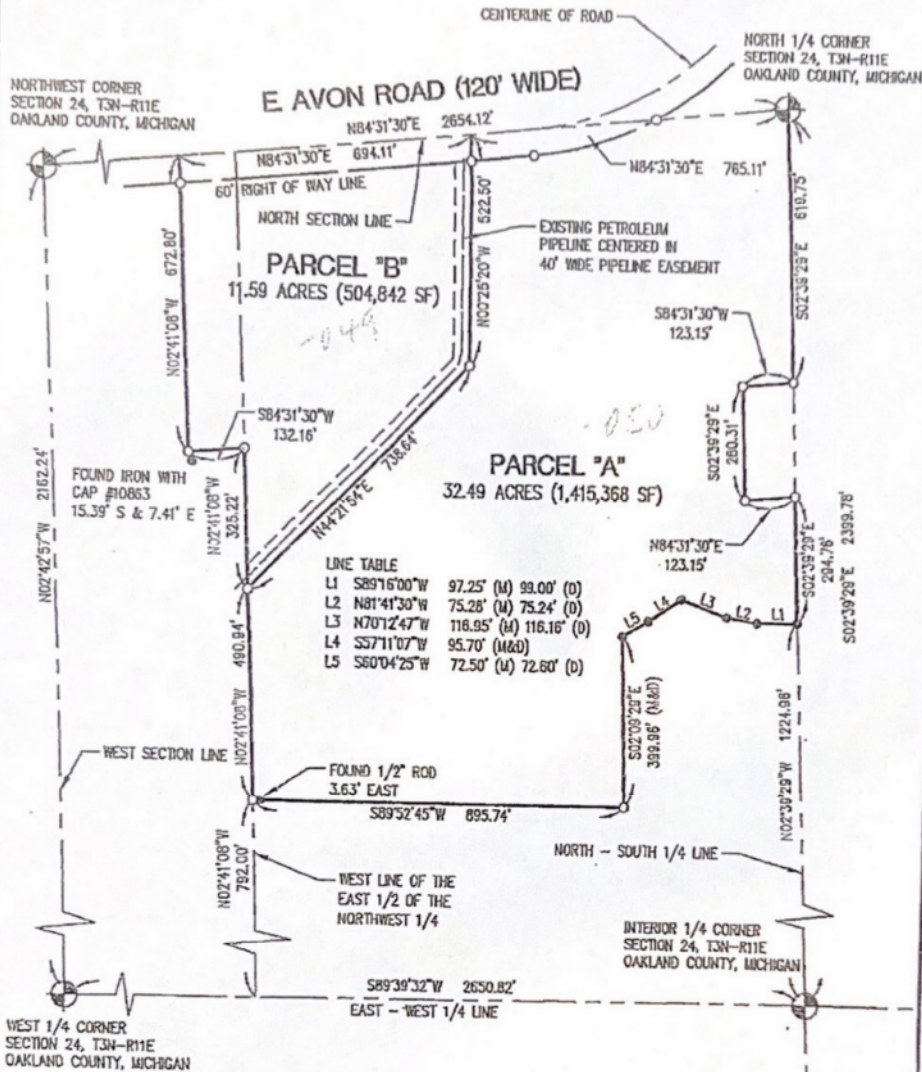 CENTERLINE OF ROAD
NORTH 1/4 CORNER
SECTION 24, T3N-R11E
OAKLAND COUNTY, MICHIGAN
NORTHWEST CORNER
SECTION 24, T3N-R11E
OAKLAND COUNTY, MICHIGAN
E. AVON ROAD (120' WIDE)
N84°31'30"E 2654.12'
N84°31'30"E 694.11'
N84°31'30"E 765.11'
60' RIGHT OF WAY LINE
NORTH SECTION LINE
522.50'
N00°25'20"W
EXISTING PETROLEUM
PIPELINE CENTERED IN
40' WIDE PIPELINE EASEMENT
S02°39'29"E
N02°41'08"W 672.80'
PARCEL "B"
11.59 ACRES (504,842 SF)
S84°31'30"W
123.15'
S84°31'30"W
132.16'
FOUND IRON WITH
CAP #10863
15.39' S & 7.41' E
N02°42'57"W 2162.24'
N02°41'08"W
325.22'
N44°21'54"E
738.64'
-050
PARCEL "A"
32.49 ACRES (1,415,368 SF)
S02°39'29"E
260.31'
N84°31'30"E
123.15'
S02°39'29"E
294.76'
S02°39'29"E 2399.78'
LINE TABLE
L1 S89°16'00"W 97.25' (M) 99.00' (D)
L2 N81°41'30"W 75.28' (M) 75.24' (D)
L3 N70°12'47"W 116.95' (M) 116.16' (D)
L4 S57°11'07"W 95.70' (M&D)
L5 S60°04'25"W 72.50' (M) 72.60' (D)
L5
L4
L3
L2
L1
N02°41'08"W 490.94'
S02°09'29"E
399.96' (M&D)
N02°39'29"W 1224.96'
WEST SECTION LINE
FOUND 1/2" ROD
3.63' EAST
S89°52'45"W 895.74'
NORTH - SOUTH 1/4 LINE
N02°41'08"W
792.00'
WEST LINE OF THE
EAST 1/2 OF THE
NORTHWEST 1/4
INTERIOR 1/4 CORNER
SECTION 24, T3N-R11E
OAKLAND COUNTY, MICHIGAN
S89°39'32"W 2650.82'
EAST - WEST 1/4 LINE
WEST 1/4 CORNER
SECTION 24, T3N-R11E
OAKLAND COUNTY, MICHIGAN